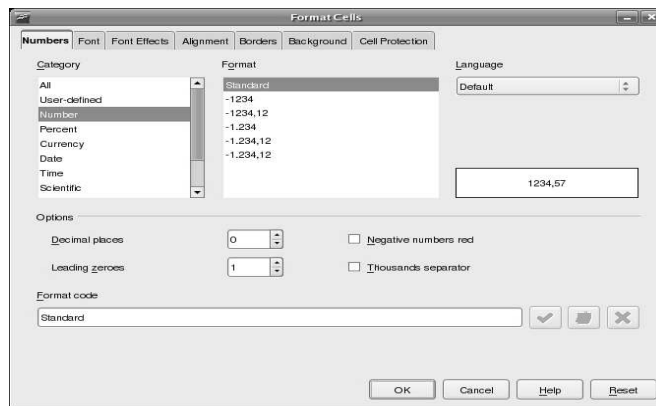 Format Cells
Numbers Font Font Effects Alignment Borders Background Cell Protection
Category Format Language
All Standard Default
User-defined -1234
Number -1234,12
Percent -1.234
Currency -1.234,12
Date -1.234,12
Time
Scientific
1234,57
Options
Decimal places 0 Negative numbers red
Leading zeroes 1 Thousands separator
Format code
Standard
OK Cancel Help Reset